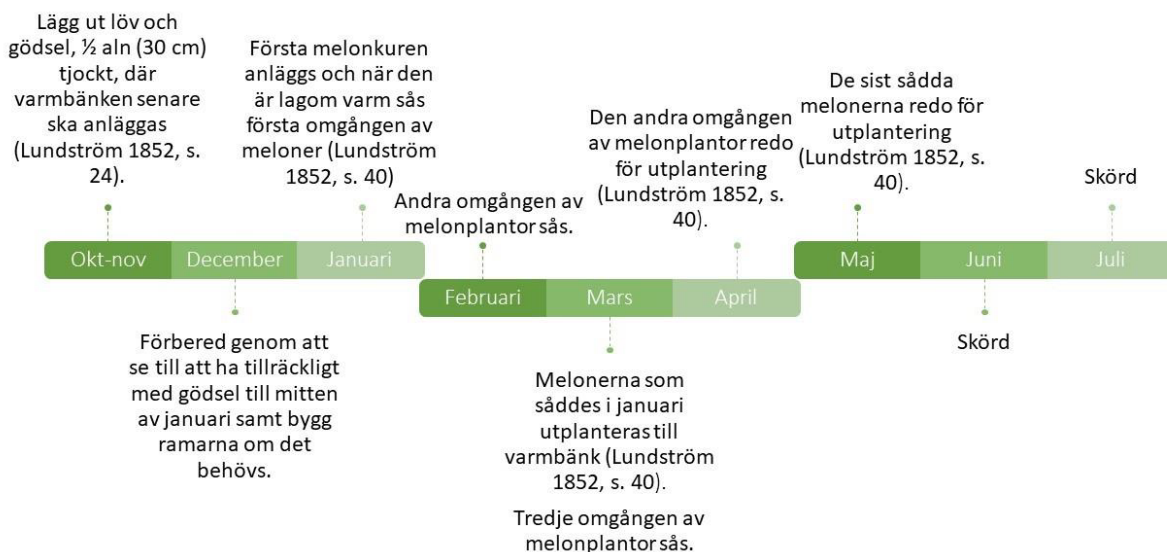 Lägg ut löv och
gödsel, ½ aln (30 cm)
tjockt, där
varmbänken senare
ska anläggas
(Lundström 1852, s.
24).
Första melonkuren
anläggs och när den
är lagom varm sås
första omgången av
meloner (Lundström
1852, s. 40)
Andra omgången av
melonplantor sås.
Den andra omgången
av melonplantor redo
för utplantering
(Lundström 1852, s.
40).
De sist sådda
melonerna redo för
utplantering
(Lundström 1852, s.
40).
Skörd
Okt-nov
December
Januari
Februari
Mars
April
Maj
Juni
Juli
Förbered genom att
se till att ha tillräckligt
med gödsel till mitten
av januari samt bygg
ramarna om det
behövs.
Melonerna som
såddes i januari
utplanteras till
varmbänk (Lundström
1852, s. 40).
Tredje omgången av
melonplantor sås.
Skörd